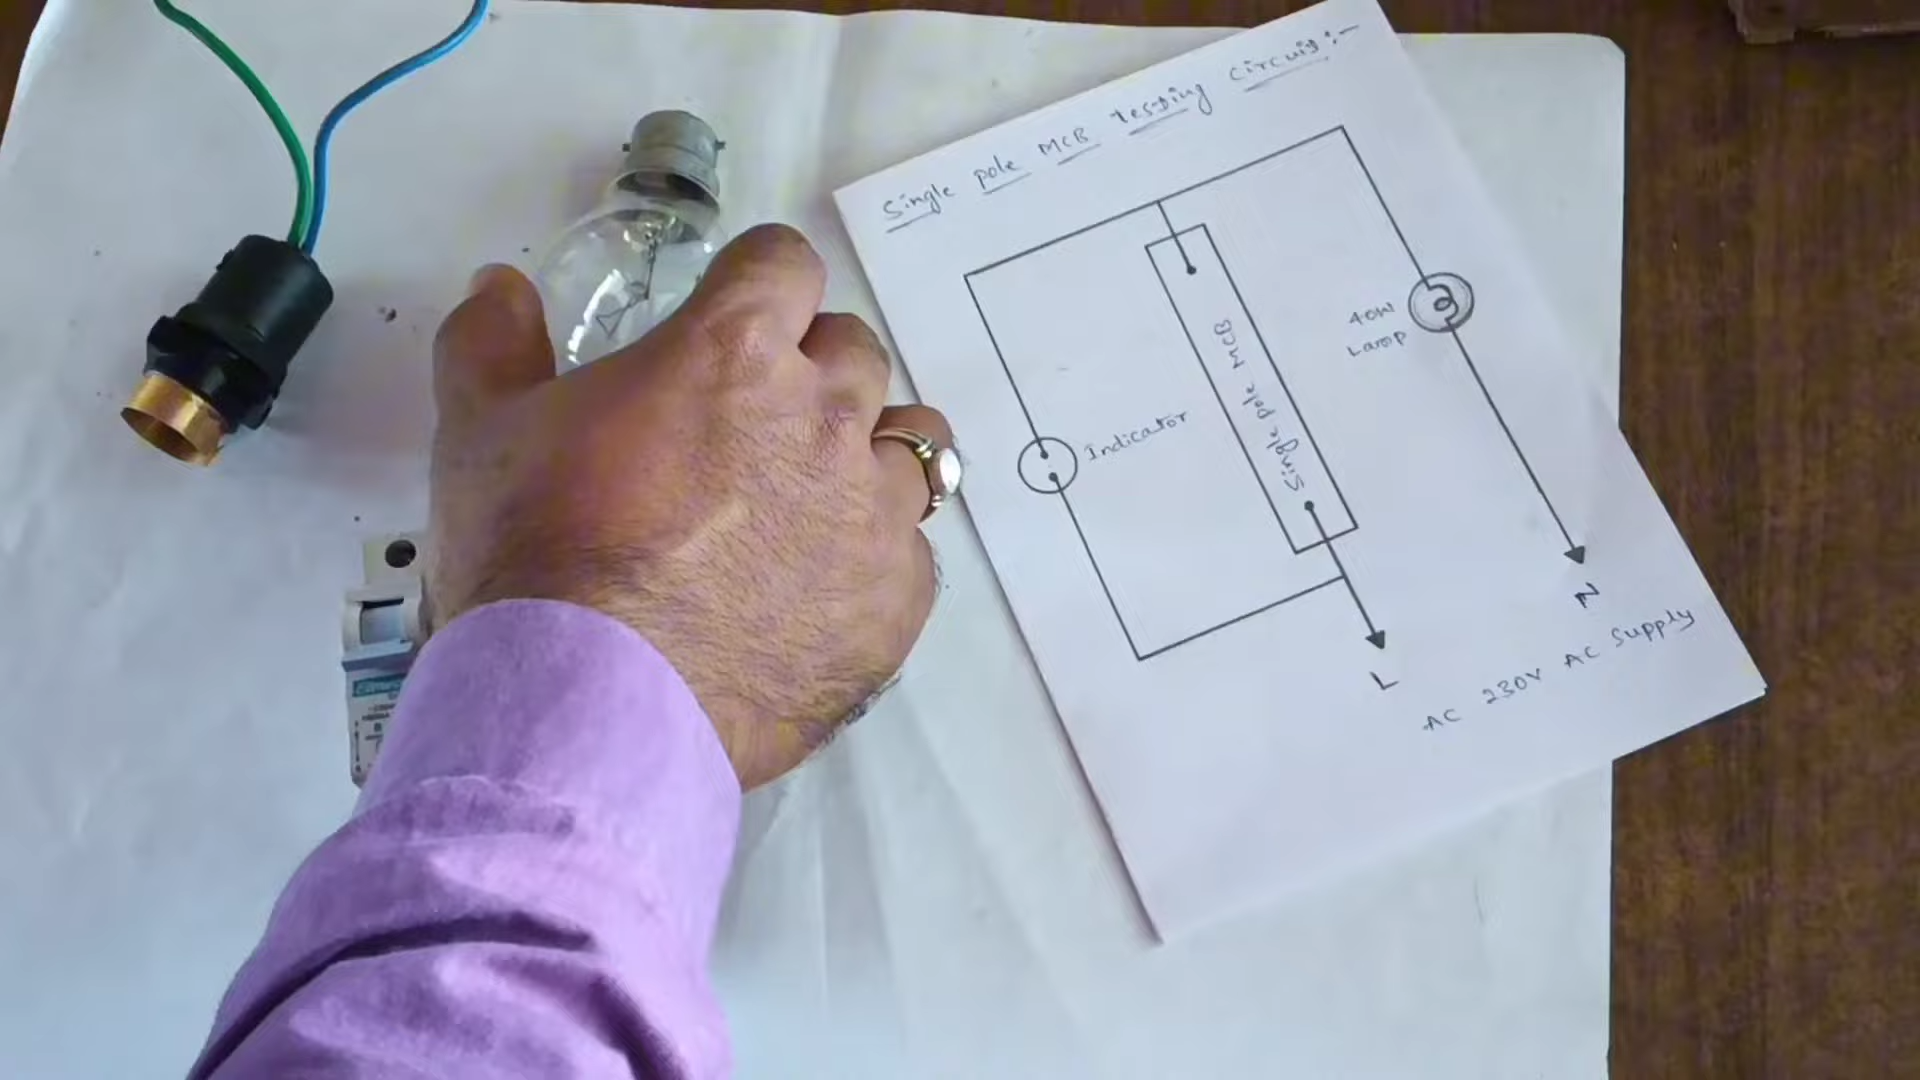 Single pole MCB testing circuit:-
Single pole MCB
40W
Lamp
Indicator
N
L
AC 230V AC Supply